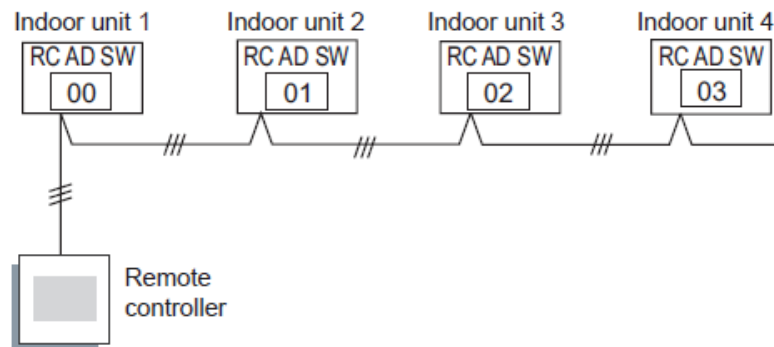 Indoor unit 1 Indoor unit 2 Indoor unit 3 Indoor unit 4
RC AD SW RC AD SW RC AD SW RC AD SW
00 01 02 03
Remote
controller